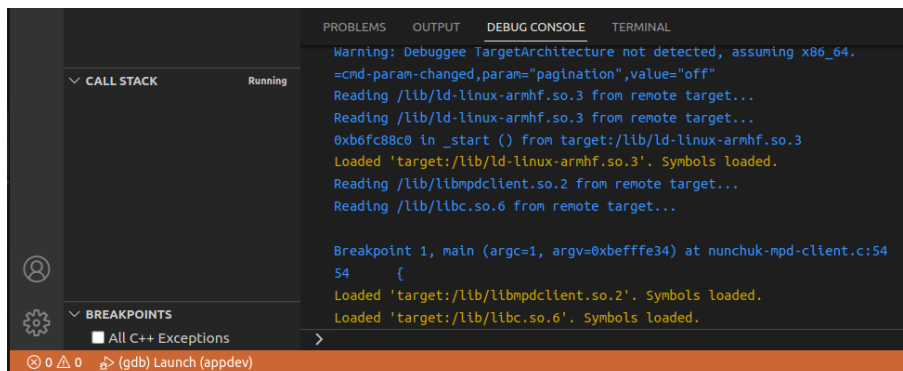 PROBLEMS OUTPUT DEBUG CONSOLE TERMINAL
Warning: Debuggee TargetArchitecture not detected, assuming x86_64.
=cmd-param-changed,param="pagination",value="off"
CALL STACK Running
Reading /lib/ld-linux-armhf.so.3 from remote target...
Reading /lib/ld-linux-armhf.so.3 from remote target...
0xb6fc88c0 in _start () from target:/lib/ld-linux-armhf.so.3
Loaded 'target:/lib/ld-linux-armhf.so.3'. Symbols loaded.
Reading /lib/libmpdclient.so.2 from remote target...
Reading /lib/libc.so.6 from remote target...
Breakpoint 1, main (argc=1, argv=0xbefffe34) at nunchuk-mpd-client.c:54
54 {
Loaded 'target:/lib/libmpdclient.so.2'. Symbols loaded.
Loaded 'target:/lib/libc.so.6'. Symbols loaded.
BREAKPOINTS
All C++ Exceptions
>
0 0 (gdb) Launch (appdev)